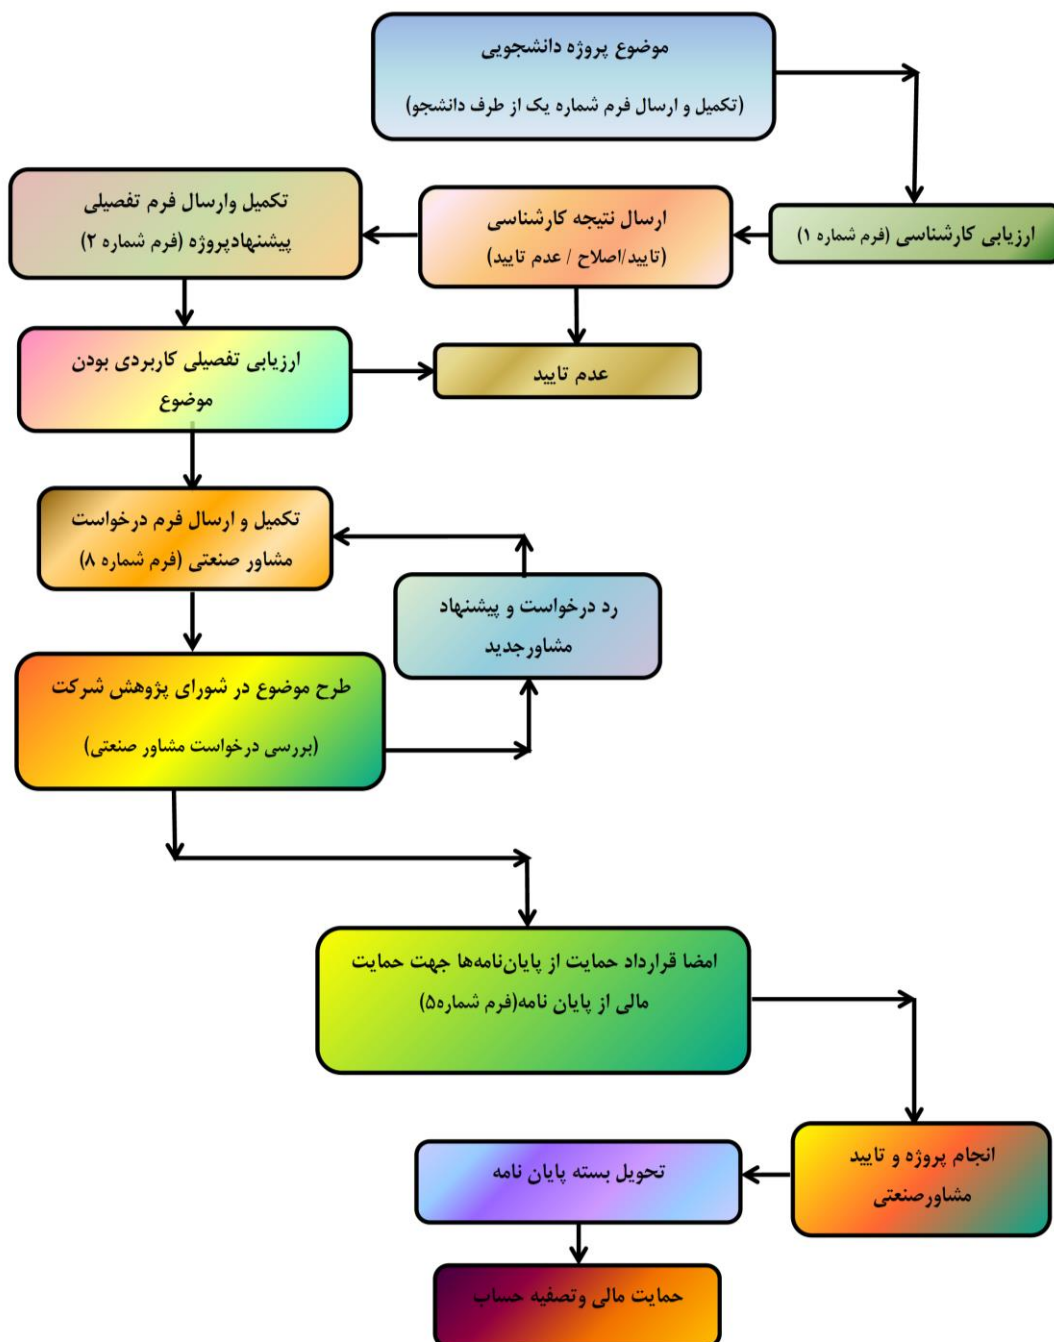 موضوع پروژه دانشجویی
(تکمیل و ارسال فرم شماره یک از طرف دانشجو)
ارزیابی کارشناسی (فرم شماره ۱)
ارسال نتیجه کارشناسی
(تایید/اصلاح / عدم تایید)
تکمیل وارسال فرم تفصیلی
پیشنهادپروژه (فرم شماره ۲)
ارزیابی تفصیلی کاربردی بودن
موضوع
عدم تایید
تکمیل و ارسال فرم درخواست
مشاور صنعتی (فرم شماره ۸)
رد درخواست و پیشنهاد
مشاورجدید
طرح موضوع در شورای پژوهش شرکت
(بررسی درخواست مشاور صنعتی)
امضا قرارداد حمایت از پایان‌نامه‌ها جهت حمایت
مالی از پایان نامه(فرم شماره۵)
انجام پروژه و تایید
مشاورصنعتی
تحویل بسته پایان نامه
حمایت مالی وتصفیه حساب